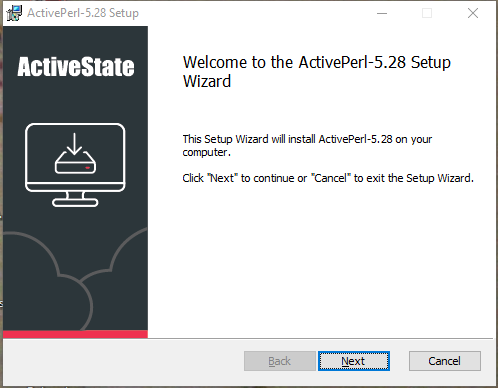 ActivePerl-5.28 Setup
ActiveState
Welcome to the ActivePerl-5.28 Setup
Wizard
This Setup Wizard will install ActivePerl-5.28 on your
computer.
Click "Next" to continue or "Cancel" to exit the Setup Wizard.
Back
Next
Cancel